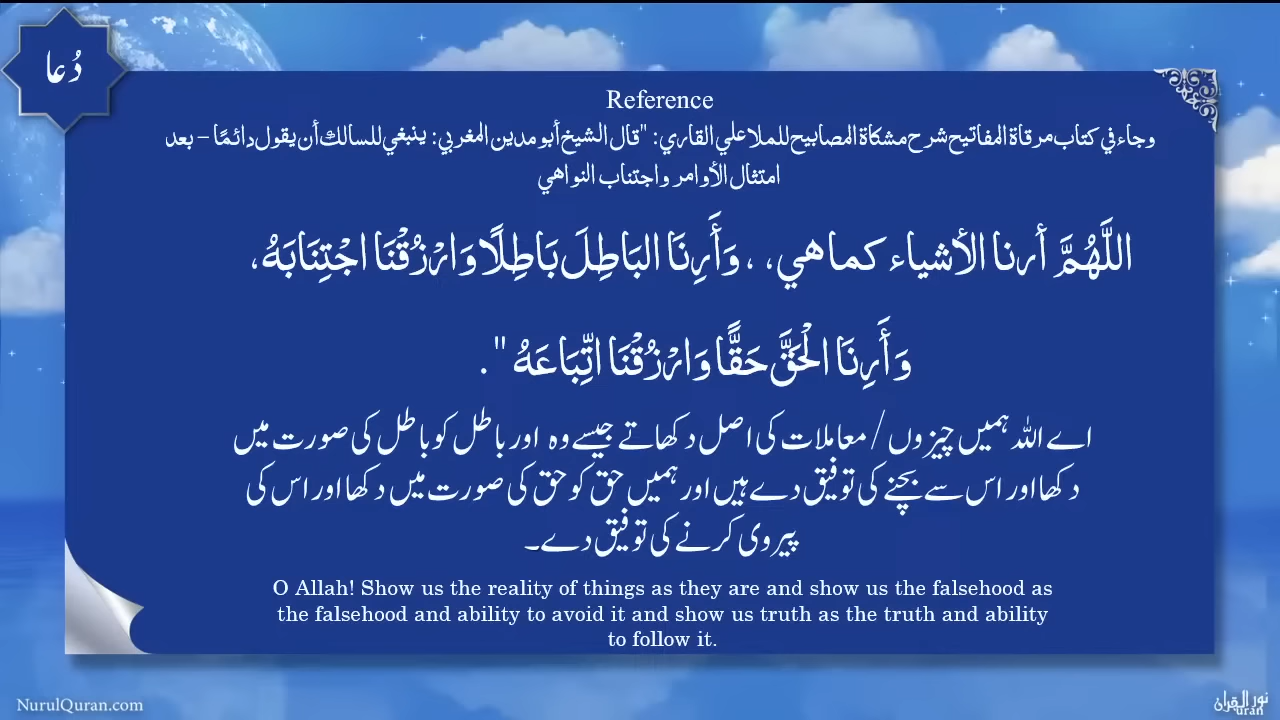 دُعا
Reference
وجاء في كتاب مرقاة المفاتيح شرح مشكاة المصابيح للملا علي القاري: "قال الشيخ أبو مدين المغربي: ينبغي للسالك أن يقول دائمًا – بعد
امتثال الأوامر واجتناب النواهي
اللَّهُمَّ أرنا الأشياء كما هي، ، وَأَرِنَا البَاطِلَ بَاطِلًا وَارْزُقْنَا اجْتِنَابَهُ،
وَأَرِنَا الْحَقَّ حَقًّا وَارْزُقْنَا اتِّبَاعَهُ ".
اے اللہ ہمیں چیزوں / معاملات کی اصل دکھاتے جیسے وہ اور باطل کو باطل کی صورت میں
دکھا اور اس سے بچنے کی توفیق دے ہیں اور ہمیں حق کو حق کی صورت میں دکھا اور اس کی
پیروی کرنے کی توفیق دے۔
O Allah! Show us the reality of things as they are and show us the falsehood as
the falsehood and ability to avoid it and show us truth as the truth and ability
to follow it.
NurulQuran.com
نور القرآن
uran